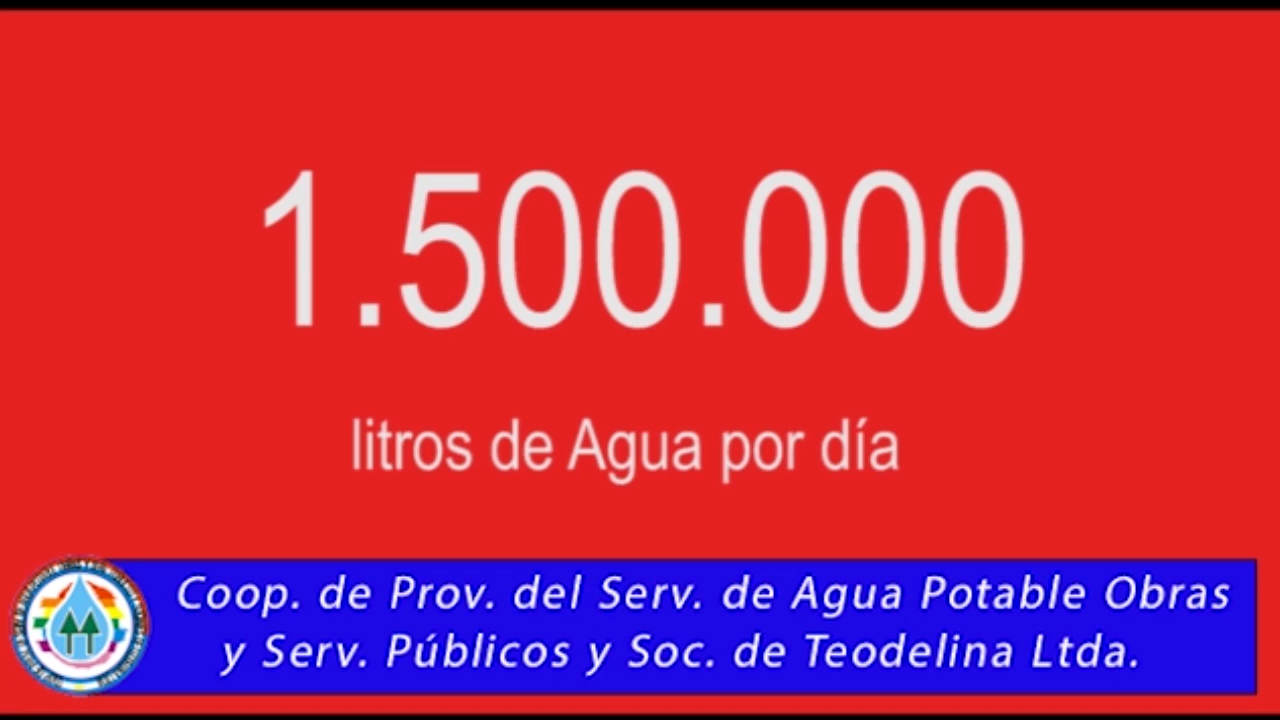 1.500.000
litros de Agua por día
Coop. de Prov. del Serv. de Agua Potable Obras
y Serv. Públicos y Soc. de Teodelina Ltda.